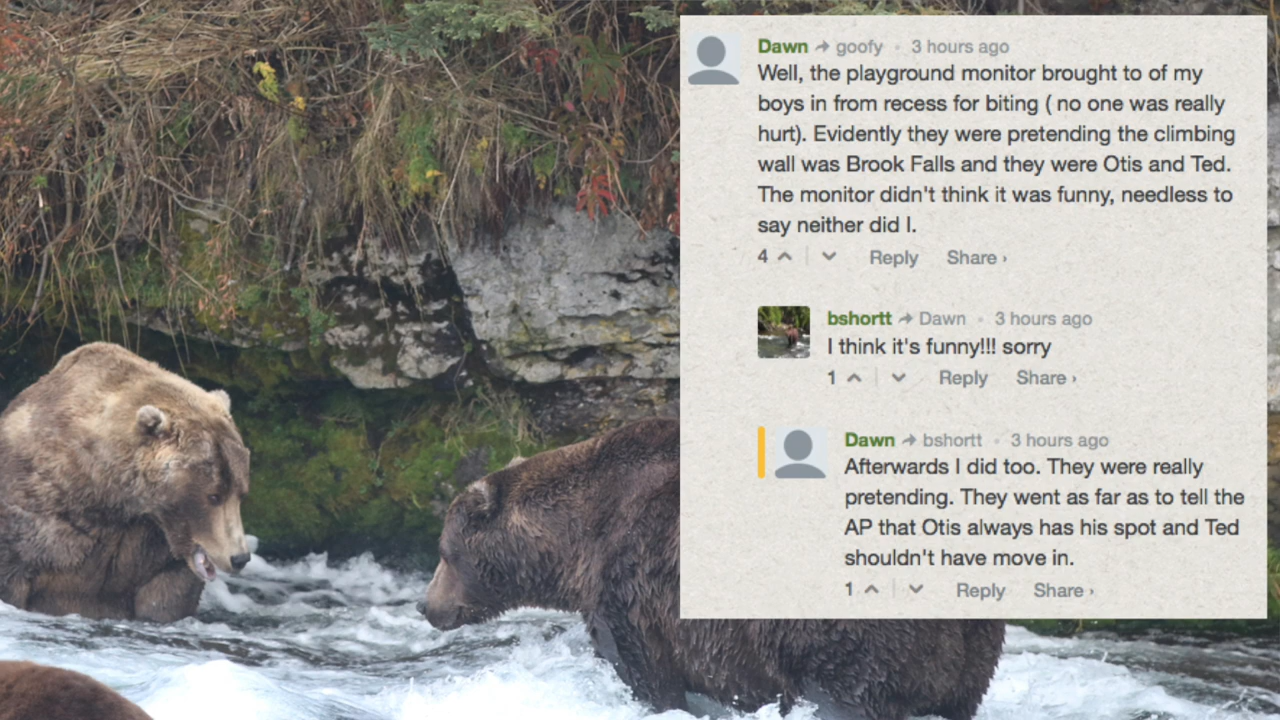 Dawn → goofy • 3 hours ago
Well, the playground monitor brought to of my
boys in from recess for biting ( no one was really
hurt). Evidently they were pretending the climbing
wall was Brook Falls and they were Otis and Ted.
The monitor didn't think it was funny, needless to
say neither did I.
4 Reply Share ›
bshortt → Dawn • 3 hours ago
I think it's funny!!! sorry
1 Reply Share ›
Dawn → bshortt • 3 hours ago
Afterwards I did too. They were really
pretending. They went as far as to tell the
AP that Otis always has his spot and Ted
shouldn't have move in.
1 Reply Share ›